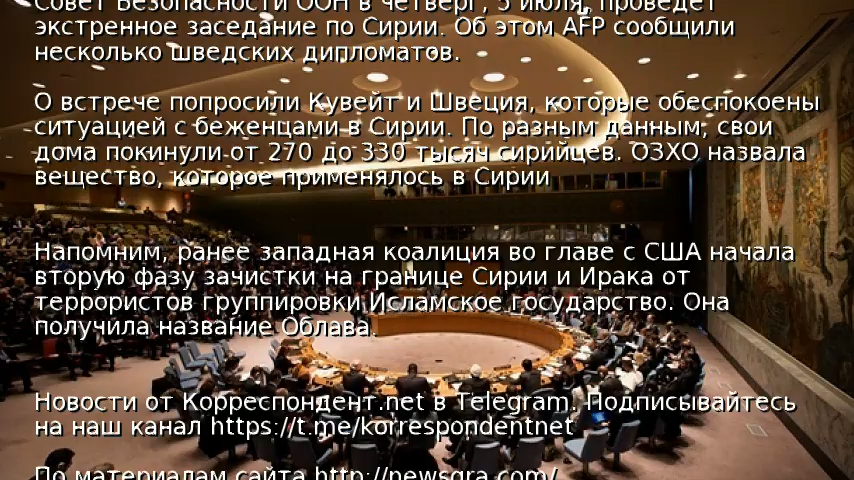 Совет Безопасности ООН в четверг, 5 июля, проведет
экстренное заседание по Сирии. Об этом AFP сообщили
несколько шведских дипломатов.
О встрече попросили Кувейт и Швеция, которые обеспокоены
ситуацией с беженцами в Сирии. По разным данным, свои
дома покинули от 270 до 330 тысяч сирийцев. ОЗХО назвала
вещество, которое применялось в Сирии
Напомним, ранее западная коалиция во главе с США начала
вторую фазу зачистки на границе Сирии и Ирака от
террористов группировки Исламское государство. Она
получила название Облава.
Новости от Корреспондент.net в Telegram. Подписывайтесь
на наш канал https://t.me/korrespondentnet
По материалам сайта http://newsgra.com/